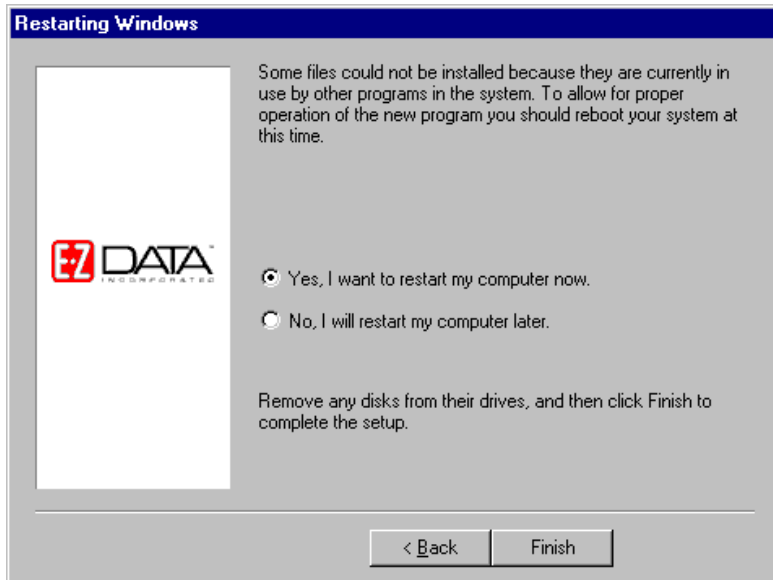 Restarting Windows
Some files could not be installed because they are currently in
use by other programs in the system. To allow for proper
operation of the new program you should reboot your system at
this time.
E-Z DATA™
INCORPORATED
Yes, I want to restart my computer now.
No, I will restart my computer later.
Remove any disks from their drives, and then click Finish to
complete the setup.
< Back
Finish